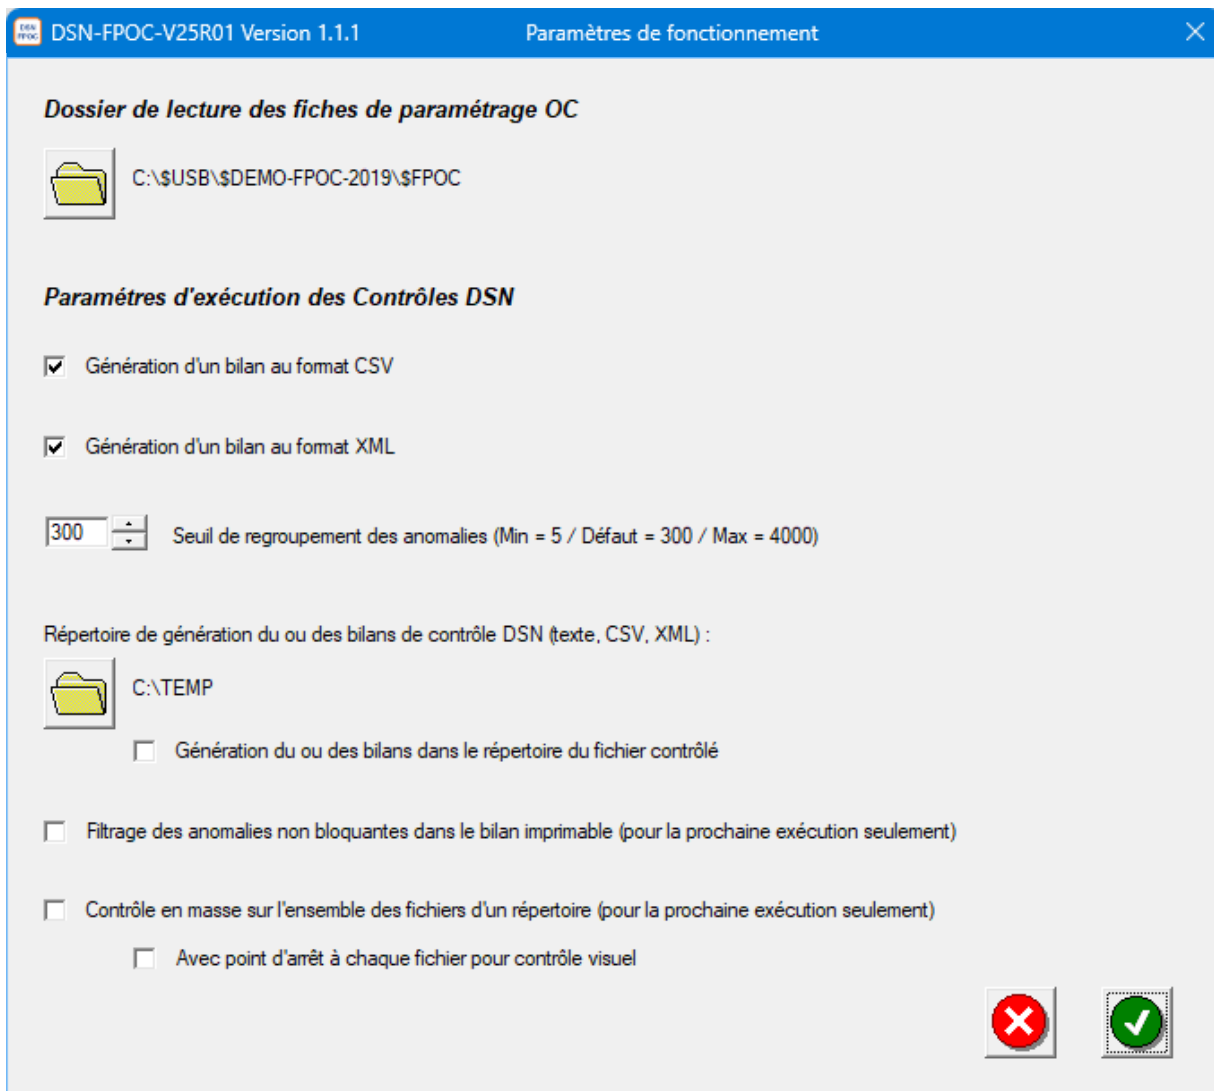 DSN FPOC
DSN-FPOC-V25R01 Version 1.1.1 Paramètres de fonctionnement
Dossier de lecture des fiches de paramétrage OC
C:\$USB\$DEMO-FPOC-2019\$FPOC
Paramétres d'exécution des Contrôles DSN
Génération d'un bilan au format CSV
Génération d'un bilan au format XML
300 Seuil de regroupement des anomalies (Min = 5 / Défaut = 300 / Max = 4000)
Répertoire de génération du ou des bilans de contrôle DSN (texte, CSV, XML) :
C:\TEMP
Génération du ou des bilans dans le répertoire du fichier contrôlé
Filtrage des anomalies non bloquantes dans le bilan imprimable (pour la prochaine exécution seulement)
Contrôle en masse sur l'ensemble des fichiers d'un répertoire (pour la prochaine exécution seulement)
Avec point d'arrêt à chaque fichier pour contrôle visuel